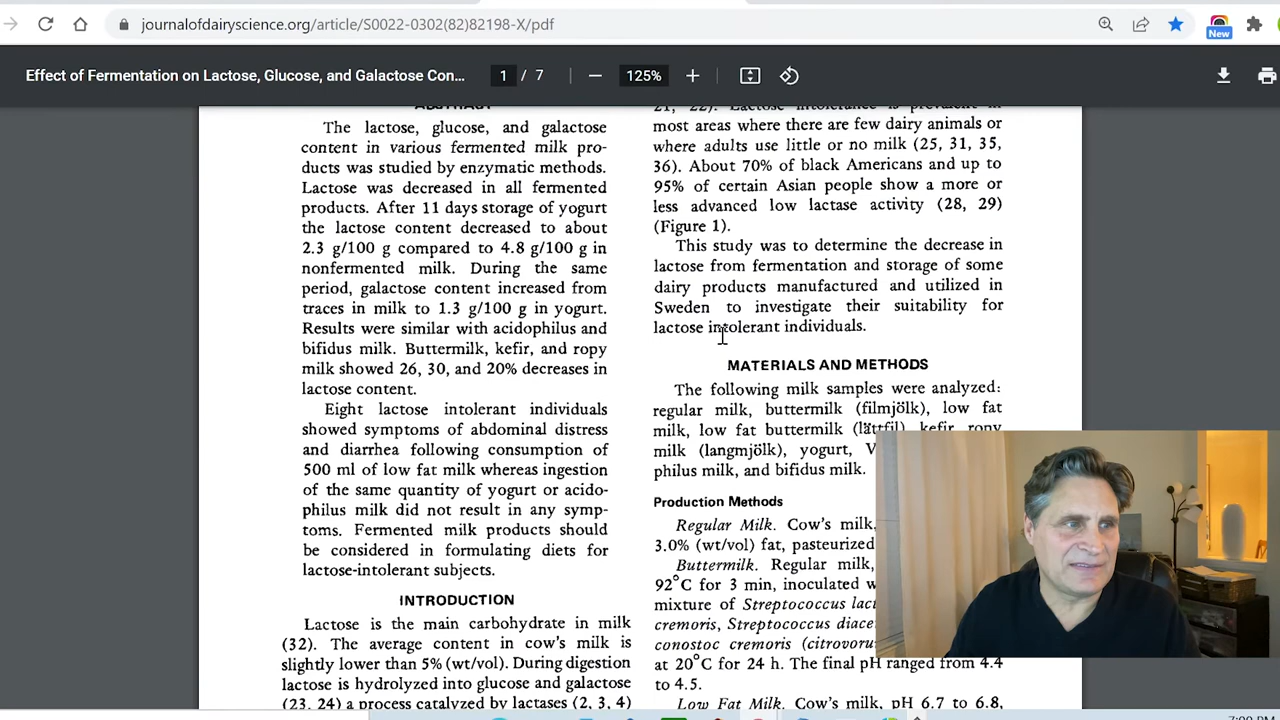 journalofdairyscience.org/article/S0022-0302(82)82198-X/pdf
New
Effect of Fermentation on Lactose, Glucose, and Galactose Con...
1 / 7
125%
ABSTRACT
The lactose, glucose, and galactose
content in various fermented milk pro-
ducts was studied by enzymatic methods.
Lactose was decreased in all fermented
products. After 11 days storage of yogurt
the lactose content decreased to about
2.3 g/100 g compared to 4.8 g/100 g in
nonfermented milk. During the same
period, galactose content increased from
traces in milk to 1.3 g/100 g in yogurt.
Results were similar with acidophilus and
bifidus milk. Buttermilk, kefir, and ropy
milk showed 26, 30, and 20% decreases in
lactose content.
Eight lactose intolerant individuals
showed symptoms of abdominal distress
and diarrhea following consumption of
500 ml of low fat milk whereas ingestion
of the same quantity of yogurt or acido-
philus milk did not result in any symp-
toms. Fermented milk products should
be considered in formulating diets for
lactose-intolerant subjects.
INTRODUCTION
Lactose is the main carbohydrate in milk
(32). The average content in cow's milk is
slightly lower than 5% (wt/vol). During digestion
lactose is hydrolyzed into glucose and galactose
(23, 24) a process catalyzed by lactases (2, 3, 4)
21, 22). Lactose intolerance is prevalent in
most areas where there are few dairy animals or
where adults use little or no milk (25, 31, 35,
36). About 70% of black Americans and up to
95% of certain Asian people show a more or
less advanced low lactase activity (28, 29)
(Figure 1).
This study was to determine the decrease in
lactose from fermentation and storage of some
dairy products manufactured and utilized in
Sweden to investigate their suitability for
lactose intolerant individuals.
MATERIALS AND METHODS
The following milk samples were analyzed:
regular milk, buttermilk (filmjölk), low fat
milk, low fat buttermilk (lättfil), kefir, ropy
milk (langmjölk), yogurt, V
philus milk, and bifidus milk.
Production Methods
Regular Milk. Cow's milk,
3.0% (wt/vol) fat, pasteurized
Buttermilk. Regular milk,
92°C for 3 min, inoculated w
mixture of Streptococcus lact
cremoris, Streptococcus diacet
conostoc cremoris (citrovoru
at 20°C for 24 h. The final pH ranged from 4.4
to 4.5.
Low Fat Milk. Cow's milk, pH 6.7 to 6.8,